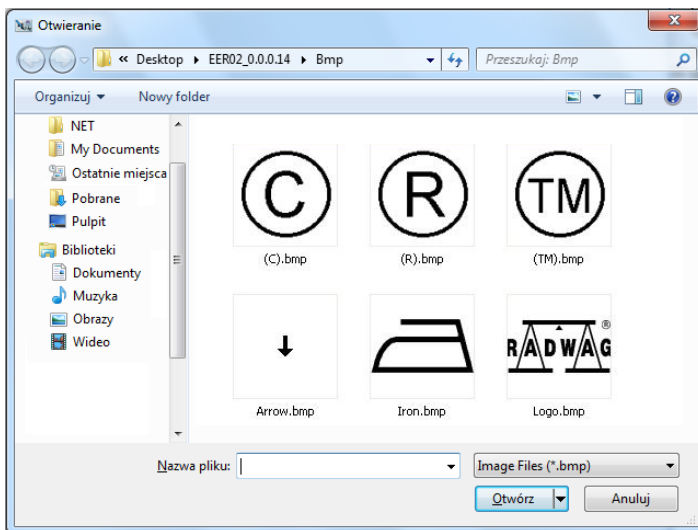 Otwieranie
« Desktop ▸ EER02_0.0.0.14 ▸ Bmp
Przeszukaj: Bmp
Organizuj
Nowy folder
NET
My Documents
Ostatnie miejsca
Pobrane
Pulpit
Biblioteki
Dokumenty
Muzyka
Obrazy
Wideo
C
R
TM
(C).bmp
(R).bmp
(TM).bmp
RADWAG®
Arrow.bmp
Iron.bmp
Logo.bmp
Nazwa pliku:
Image Files (*.bmp)
Otwórz
Anuluj